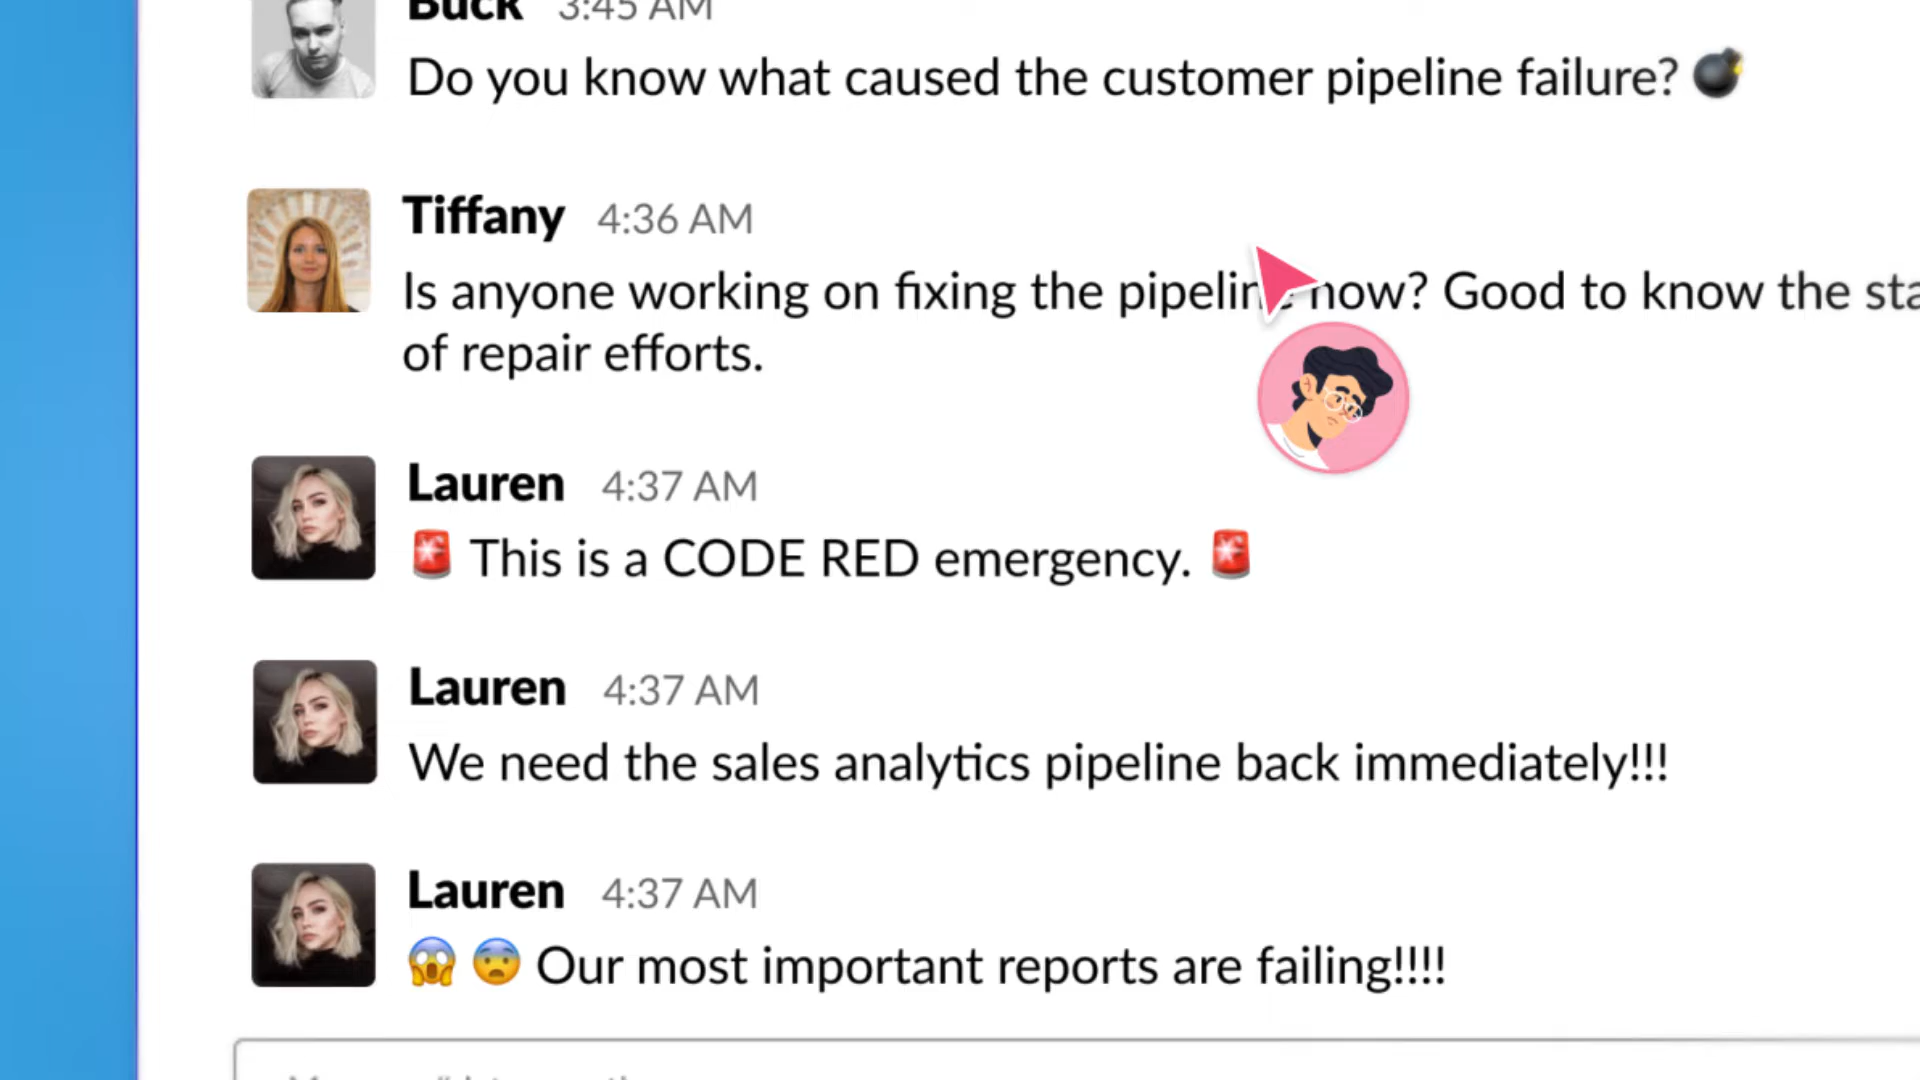 Buck 3:45 AM
Do you know what caused the customer pipeline failure? 💣
Tiffany 4:36 AM
Is anyone working on fixing the pipeline now? Good to know the
of repair efforts.
Lauren 4:37 AM
🚨 This is a CODE RED emergency. 🚨
Lauren 4:37 AM
We need the sales analytics pipeline back immediately!!!
Lauren 4:37 AM
😱 😨 Our most important reports are failing!!!!